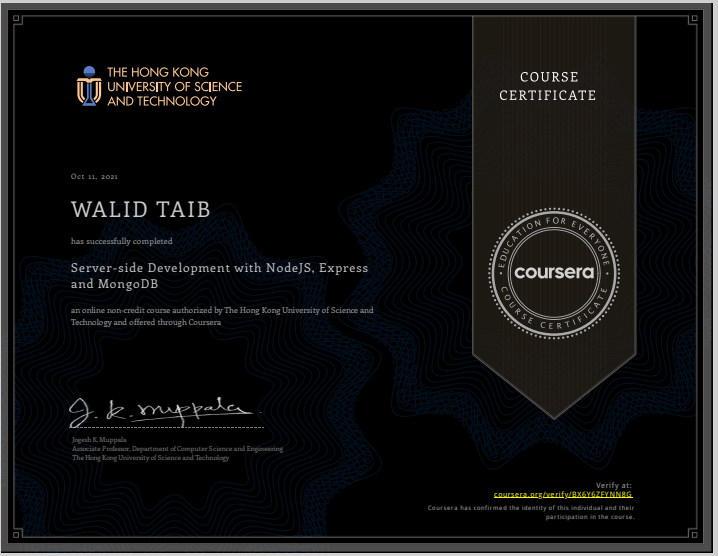 THE HONG KONG
UNIVERSITY OF SCIENCE
AND TECHNOLOGY
COURSE
CERTIFICATE
Oct 11, 2021
WALID TAIB
has successfully completed
Server-side Development with NodeJS, Express
and MongoDB
an online non-credit course authorized by The Hong Kong University of Science and
Technology and offered through Coursera
EDUCATION FOR EVERYONE
coursera
COURSE CERTIFICATE
J. K. Muppala
Jogesh K. Muppala
Associate Professor, Department of Computer Science and Engineering
The Hong Kong University of Science and Technology
Verify at:
coursera.org/verify/BX6Y6ZFYNN8G
Coursera has confirmed the identity of this individual and their
participation in the course.